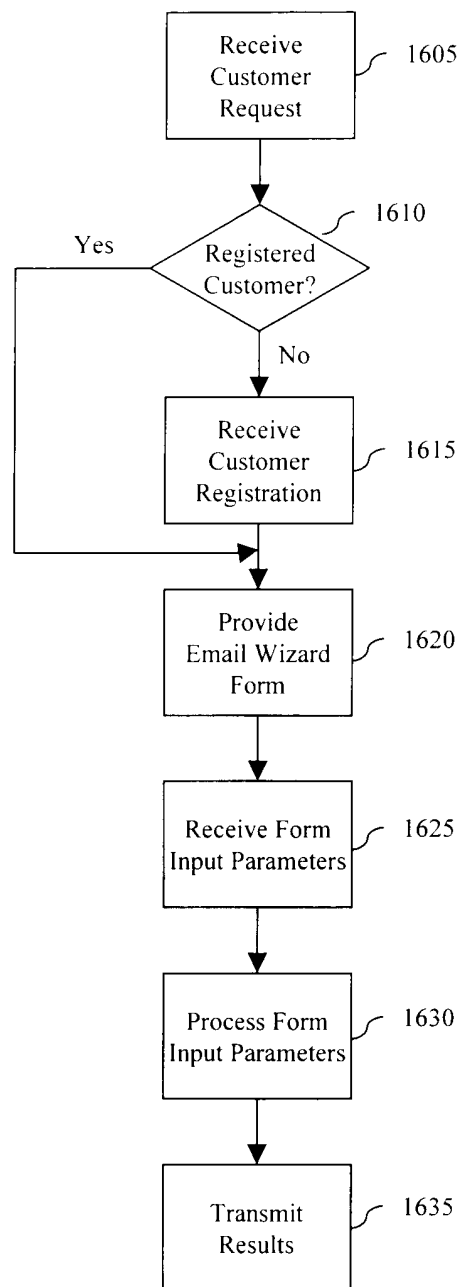 Receive
Customer
Request
1605
1610
Yes
Registered
Customer?
No
Receive
Customer
Registration
1615
Provide
Email Wizard
Form
1620
Receive Form
Input Parameters
1625
Process Form
Input Parameters
1630
Transmit
Results
1635